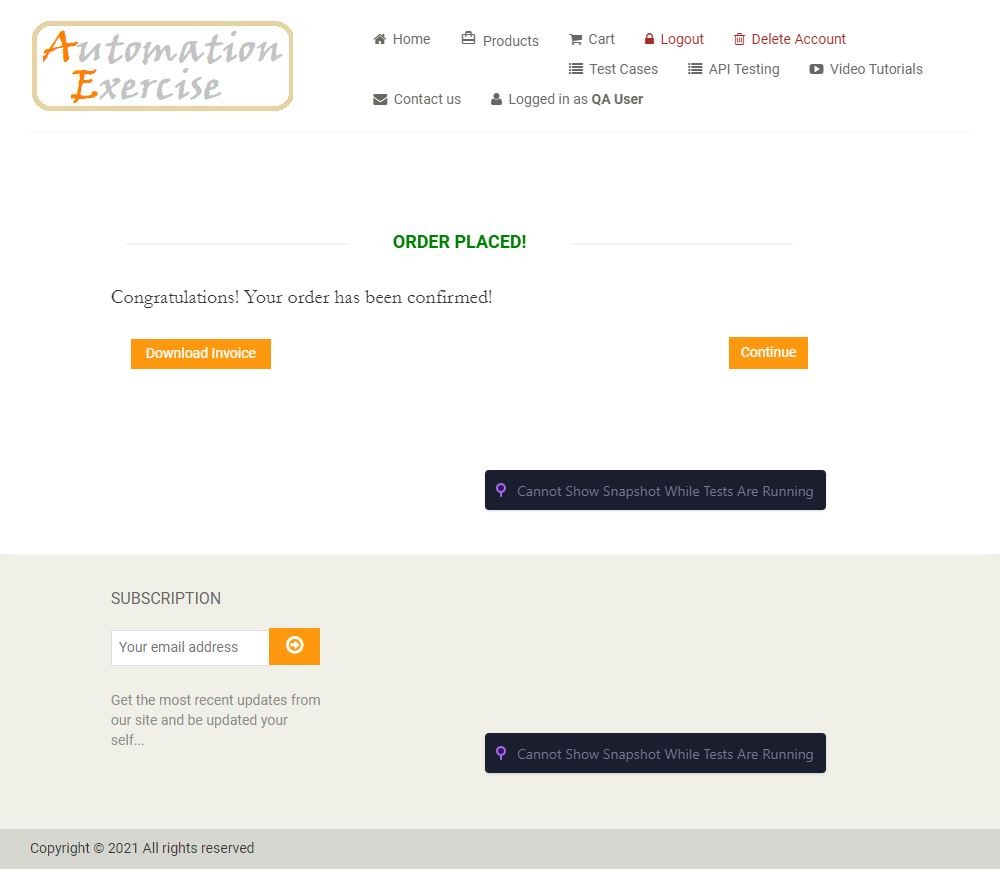 Automation
Exercise
Home Products Cart Logout Delete Account
Test Cases API Testing Video Tutorials
Contact us Logged in as QA User
ORDER PLACED!
Congratulations! Your order has been confirmed!
Download Invoice Continue
Cannot Show Snapshot While Tests Are Running
SUBSCRIPTION
Your email address
Get the most recent updates from
our site and be updated your
self...
Cannot Show Snapshot While Tests Are Running
Copyright © 2021 All rights reserved